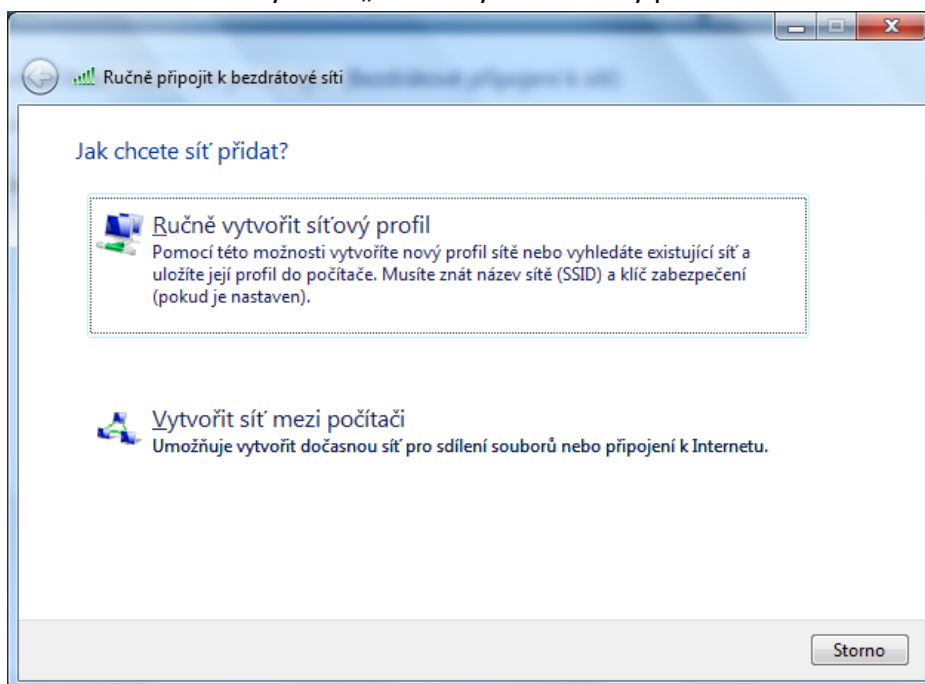 Ručně připojit k bezdrátové síti
Jak chcete síť přidat?
Ručně vytvořit síťový profil
Pomocí této možnosti vytvoříte nový profil sítě nebo vyhledáte existující síť a
uložíte její profil do počítače. Musíte znát název sítě (SSID) a klíč zabezpečení
(pokud je nastaven).
Vytvořit síť mezi počítači
Umožňuje vytvořit dočasnou síť pro sdílení souborů nebo připojení k Internetu.
Storno